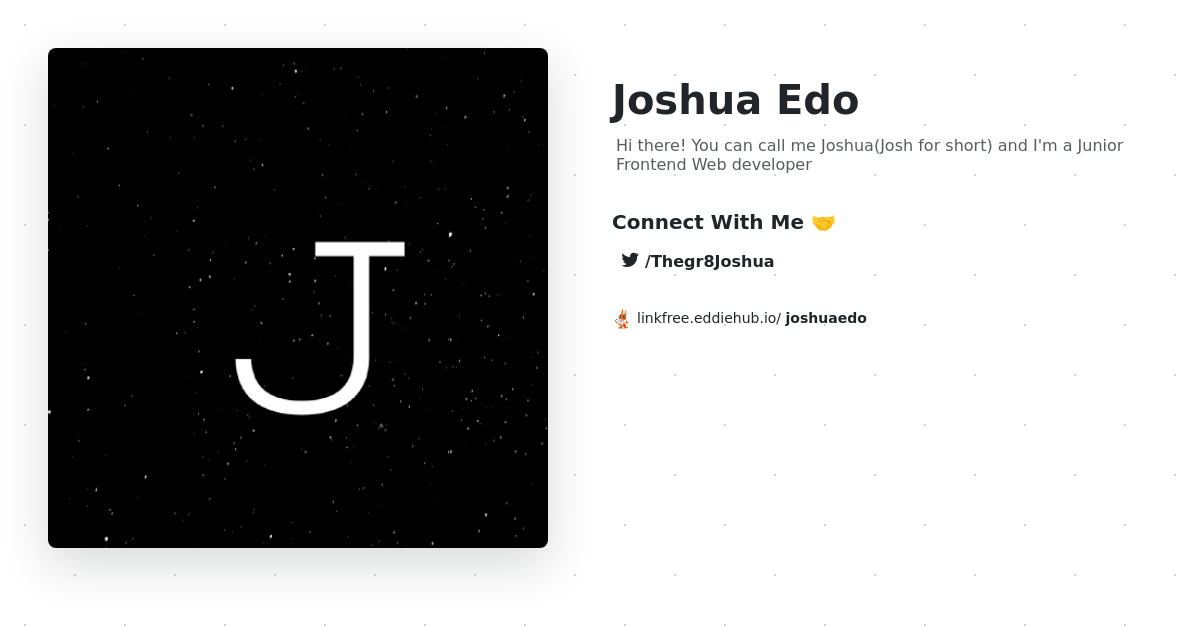 J
Joshua Edo
Hi there! You can call me Joshua(Josh for short) and I'm a Junior
Frontend Web developer
Connect With Me 🤝
/Thegr8Joshua
linkfree.eddiehub.io/ joshuaedo